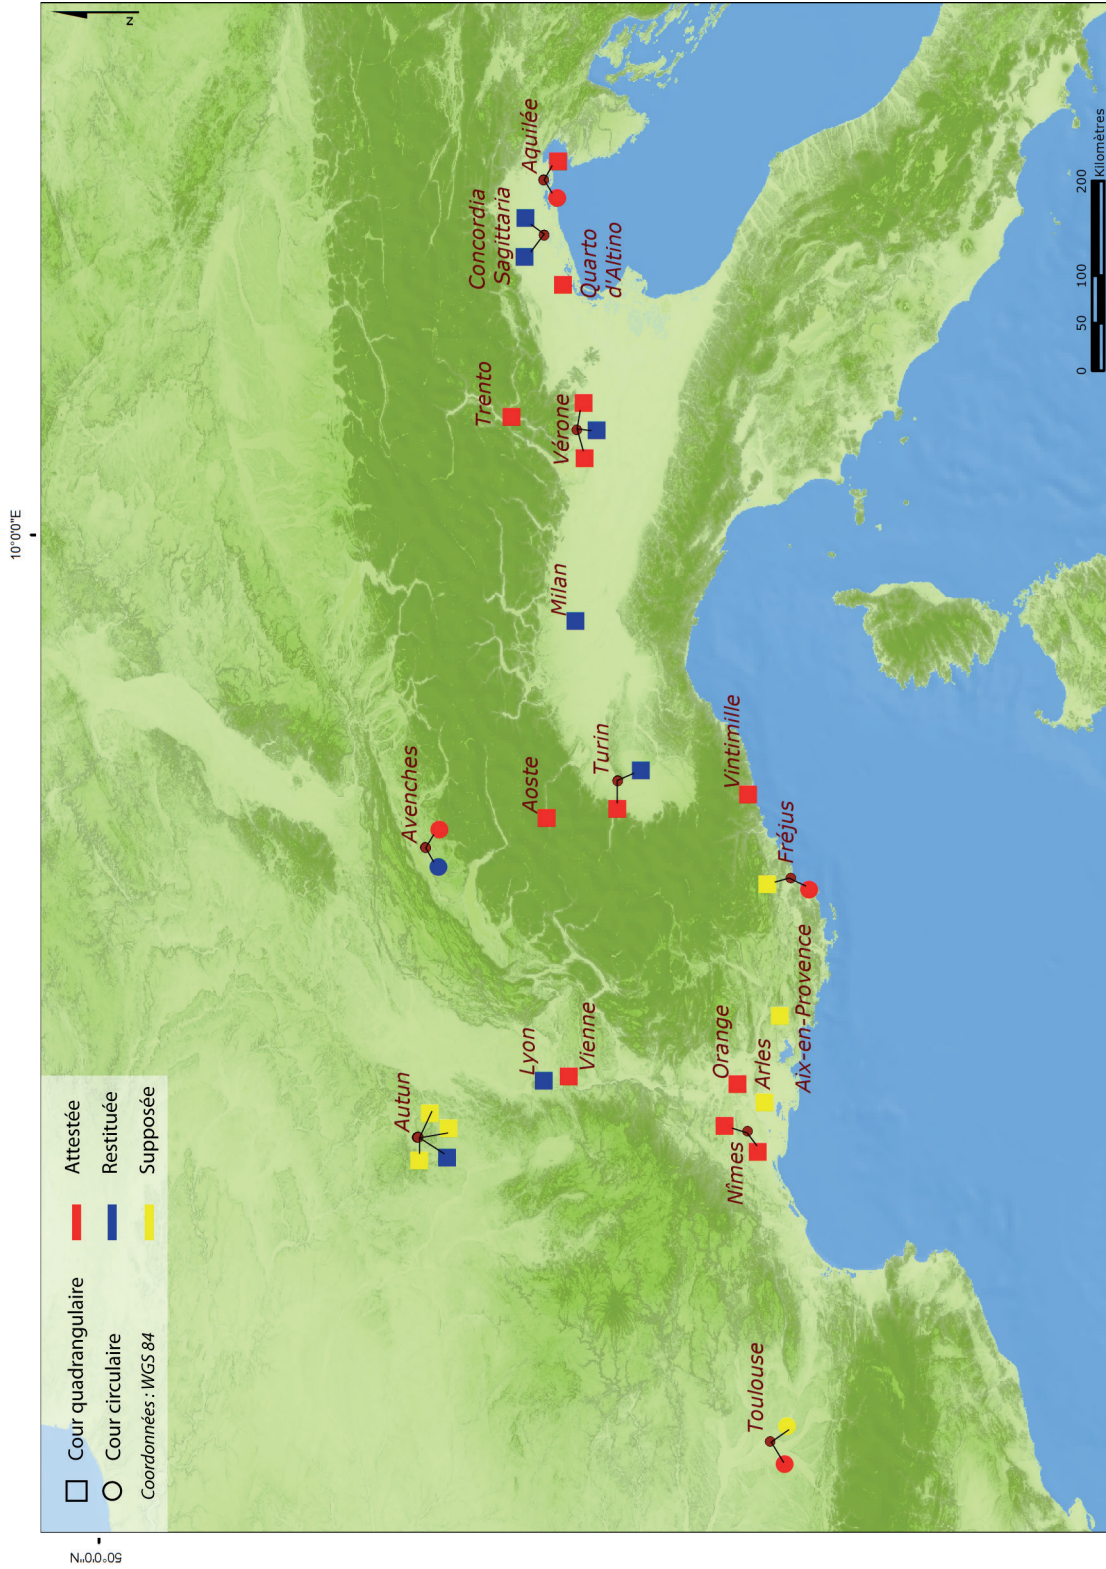 Cour quadrangulaire
Cour circulaire
Coordonnées : WGS 84
Attestée
Restituée
Supposée
50°0'0"N
10°0'0"E
N
Autun
Avenches
Lyon
Vienne
Aoste
Turin
Milan
Trento
Vérone
Concordia
Sagittaria
Aquilée
Quarto
d'Altino
Toulouse
Nîmes
Orange
Arles
Aix-en-Provence
Fréjus
Vintimille
0 50 100 200
Kilomètres